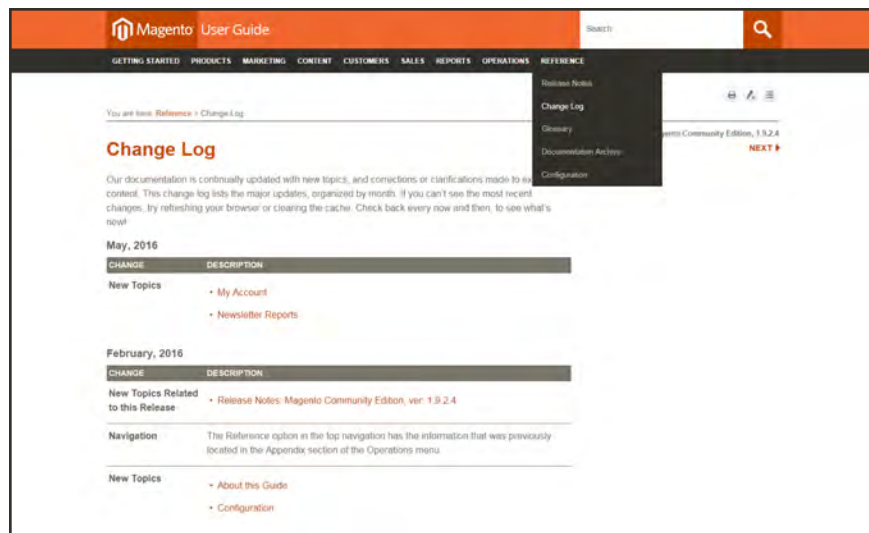 Magento User Guide
Search
GETTING STARTED PRODUCTS MARKETING CONTENT CUSTOMERS SALES REPORTS OPERATIONS REFERENCE
Release Notes
Change Log
Glossary
Documentation Archive
Configuration
You are here: Reference > Change Log
Community Edition, 1.9.2.4
NEXT
Change Log
Our documentation is continually updated with new topics, and corrections or clarifications made to
content. This change log lists the major updates, organized by month. If you can't see the most recent
changes, try refreshing your browser or clearing the cache. Check back every now and then, to see what's
new!
May, 2016
CHANGE DESCRIPTION
New Topics
• My Account
• Newsletter Reports
February, 2016
CHANGE DESCRIPTION
New Topics Related
to this Release
• Release Notes: Magento Community Edition, ver: 1.9.2.4
Navigation The Reference option in the top navigation has the information that was previously
located in the Appendix section of the Operations menu.
New Topics
• About this Guide
• Configuration